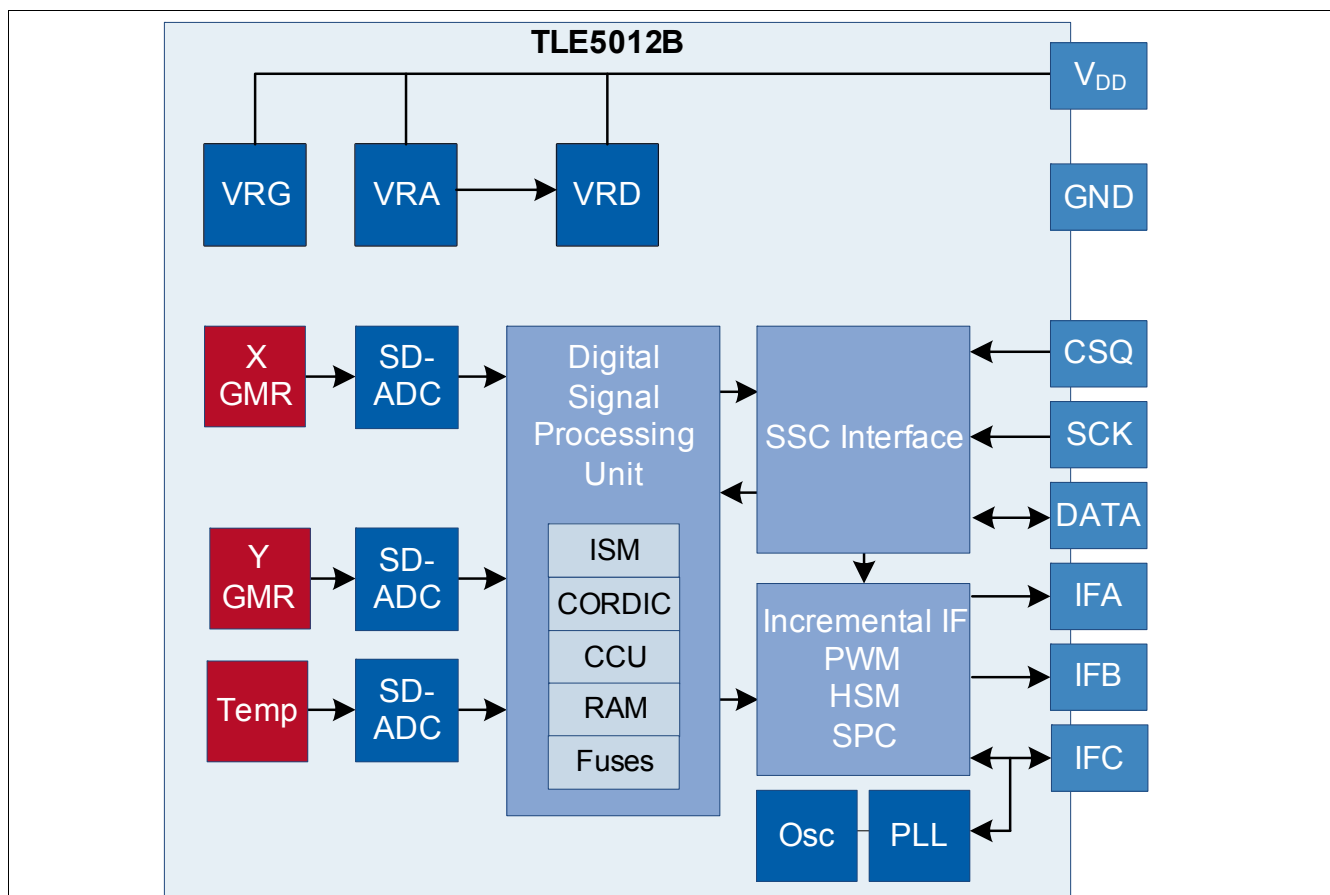 TLE5012B
VDD
VRG
VRA
VRD
GND
X
GMR
SD-
ADC
Digital
Signal
Processing
Unit
SSC Interface
CSQ
SCK
DATA
Y
GMR
SD-
ADC
ISM
CORDIC
CCU
RAM
Fuses
Incremental IF
PWM
HSM
SPC
IFA
IFB
IFC
Temp
SD-
ADC
Osc
PLL